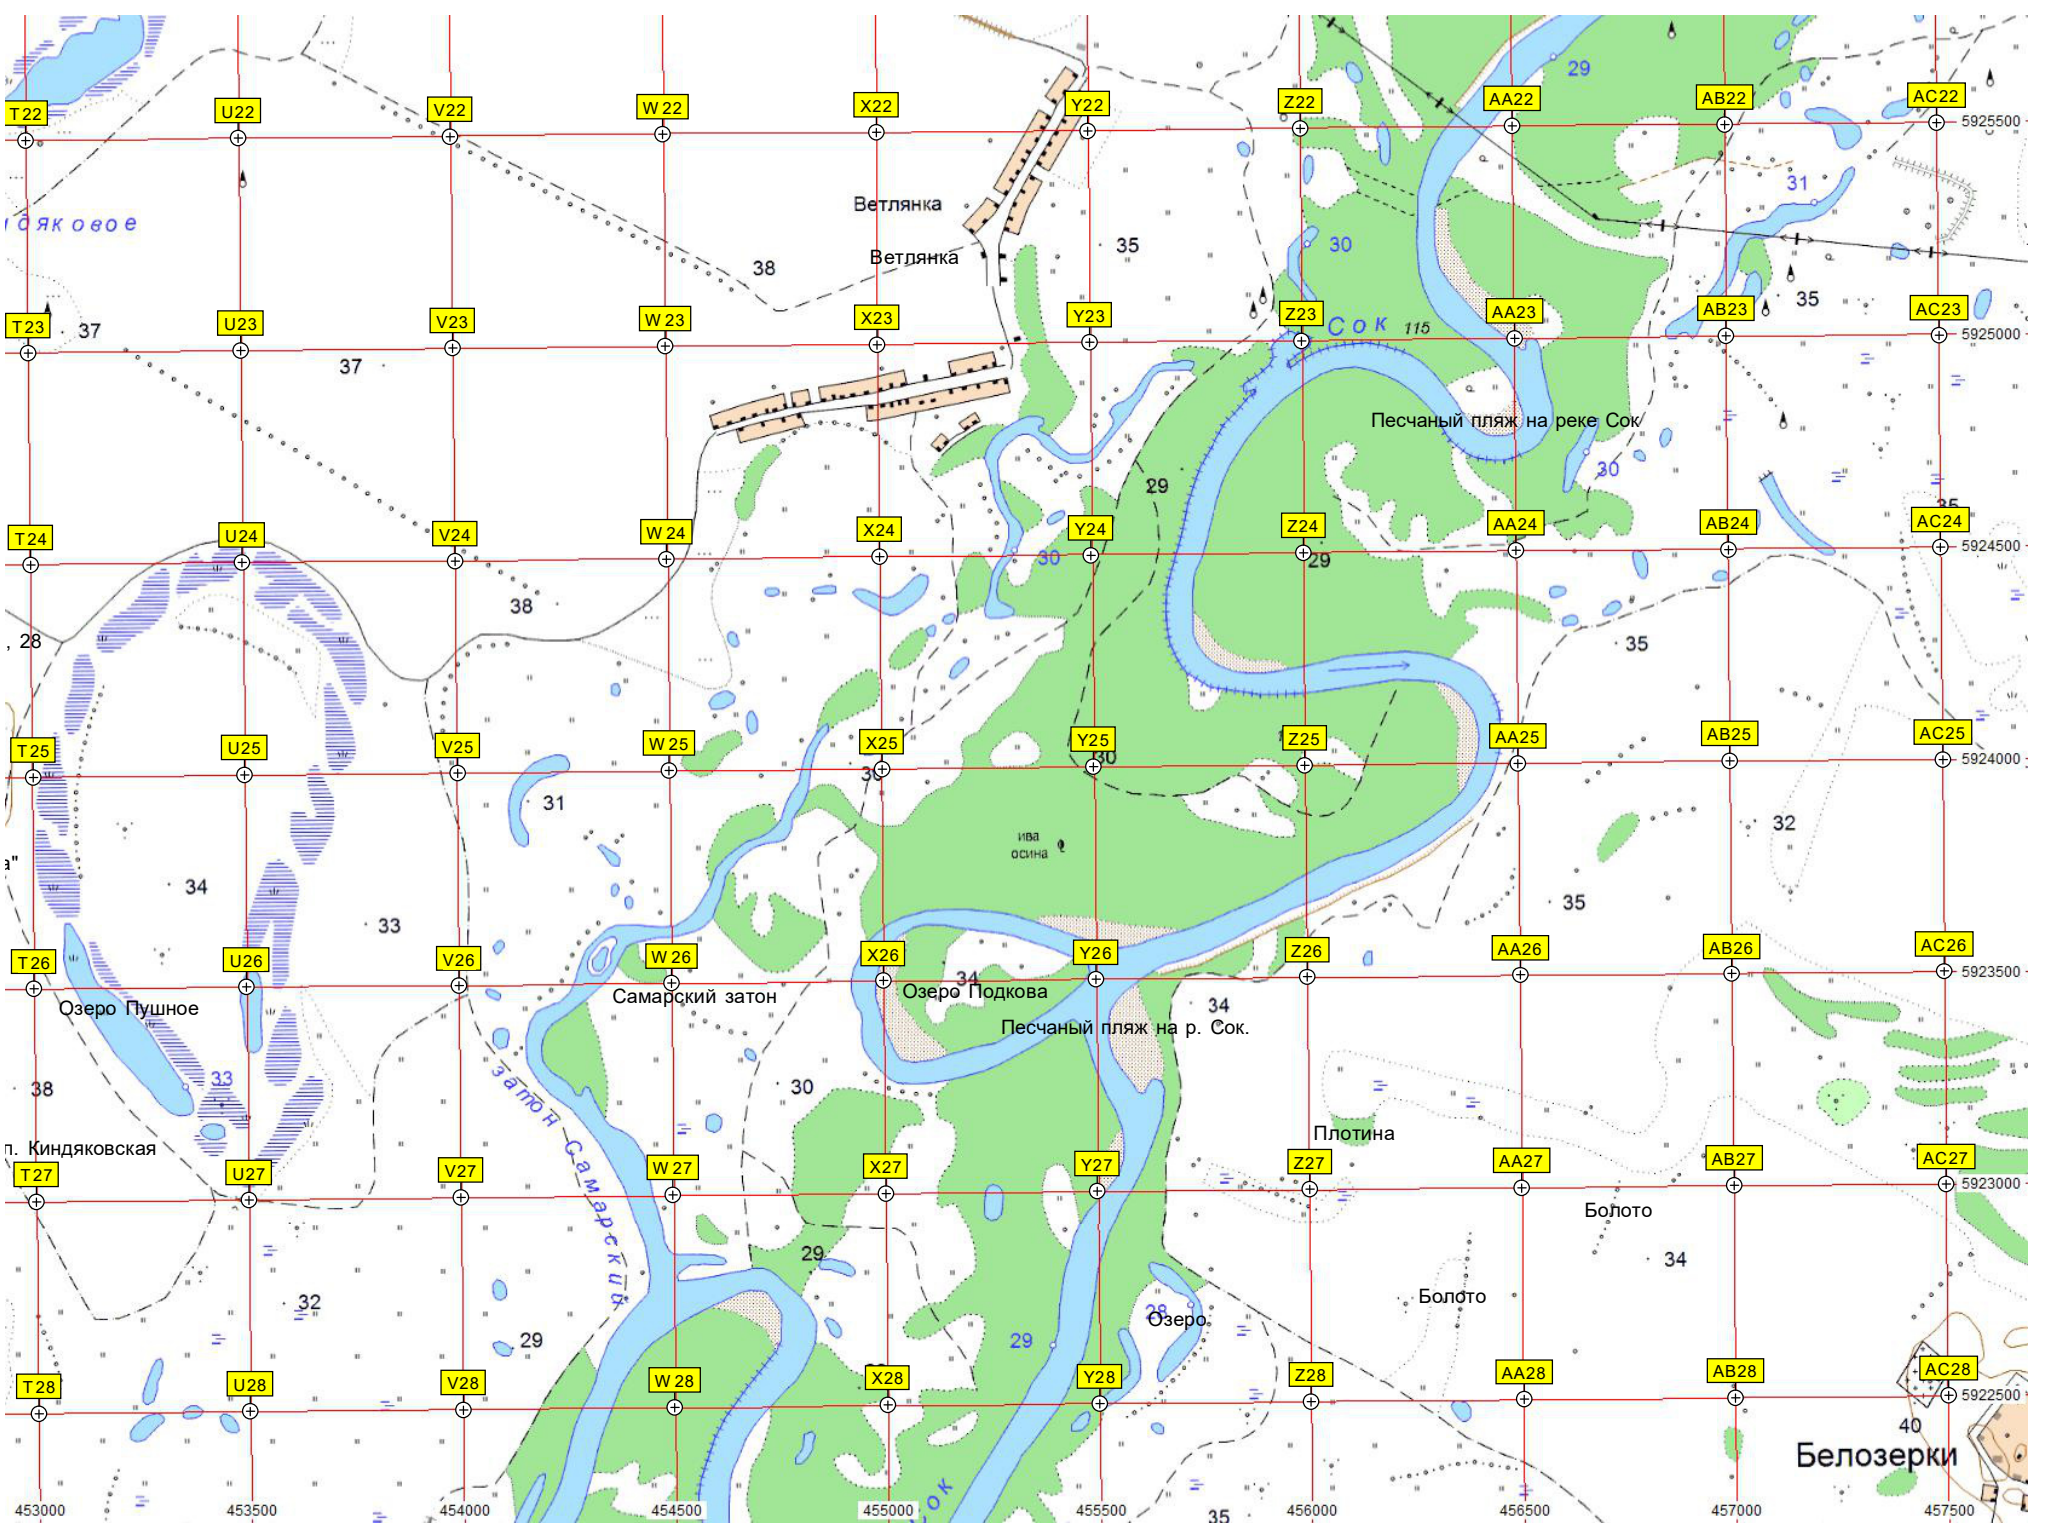 29
T22 U22 V22 W22 X22 Y22 Z22 AA22 AB22 AC22
5925500
31
Ветлянка
ндяковое
30
35
Ветлянка
38
35
T23 U23 V23 W23 X23 Y23 Z23 AA23 AB23 AC23
Сок 115
37
5925000
37
Песчаный пляж на реке Сок
30
29
35
T24 U24 V24 W24 X24 Y24 Z24 AA24 AB24 AC24
5924500
30
29
38
, 28
35
T25 U25 V25 W25 X25 Y25 Z25 AA25 AB25 AC25
5924000
30
30
31
32
ива
осина
а"
34
35
33
T26 U26 V26 W26 X26 Y26 Z26 AA26 AB26 AC26
5923500
34
Озеро Пушное
Самарский затон
Озеро Подкова
34
Песчаный пляж на р. Сок.
33
38
30
затон Самарский
Плотина
п. Киндяковская
T27 U27 V27 W27 X27 Y27 Z27 AA27 AB27 AC27
5923000
Болото
29
34
32
Болото
28
Озеро
29
29
T28 U28 V28 W28 X28 Y28 Z28 AA28 AB28 AC28
5922500
40
Белозерки
ок
35
453000 453500 454000 454500 455000 455500 456000 456500 457000 457500